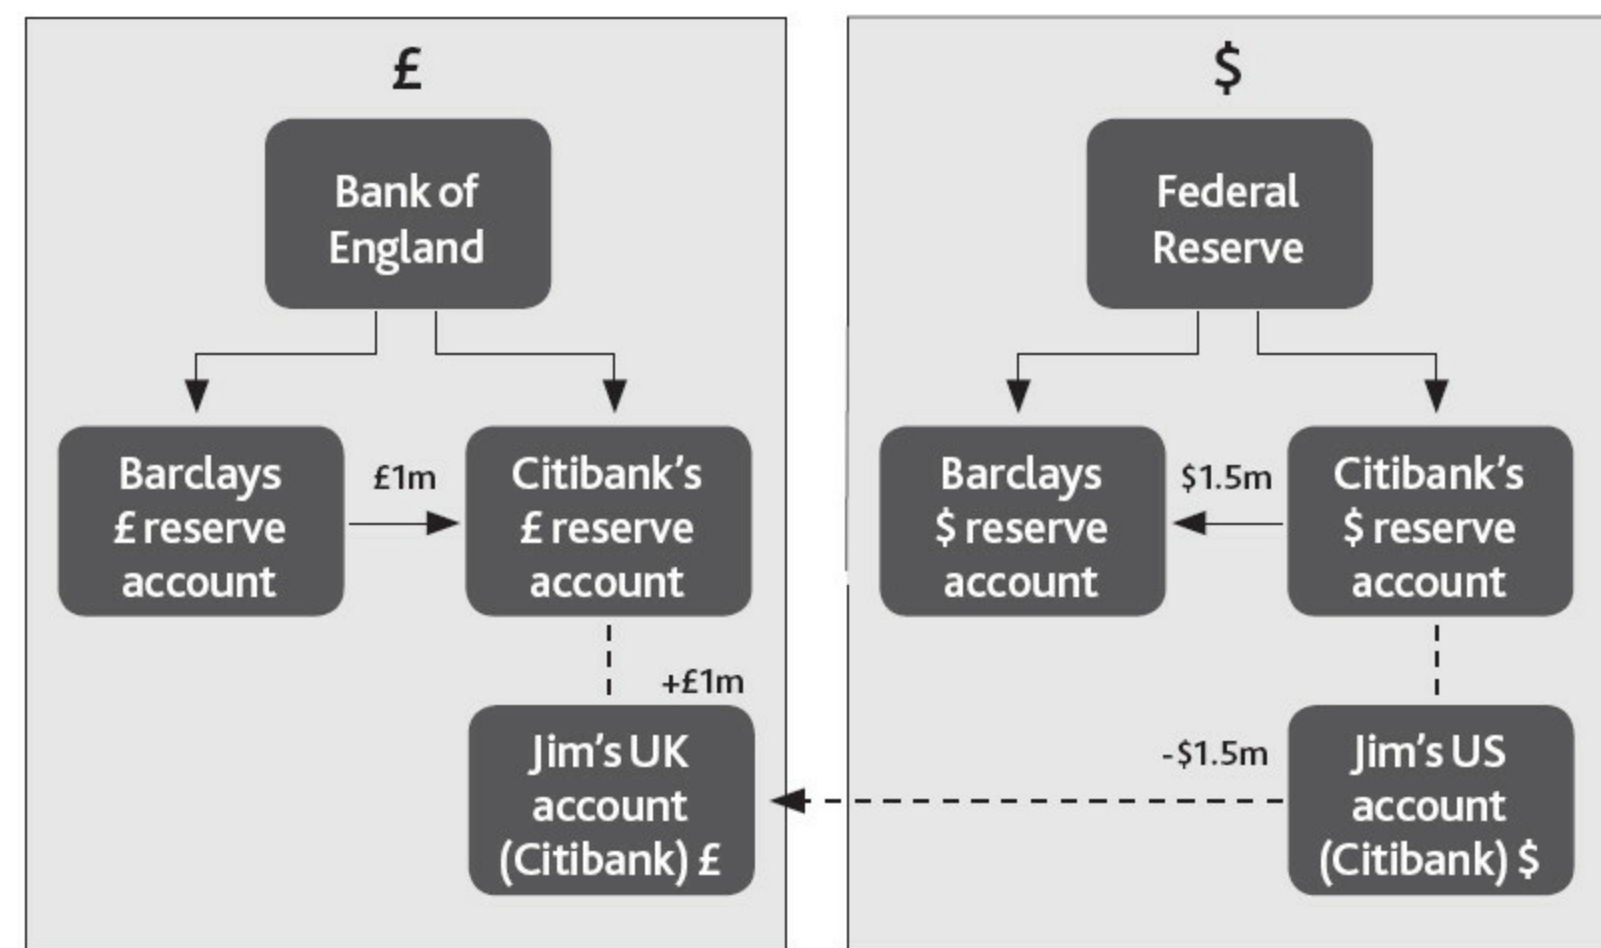 £
Bank of
England
Barclays
£ reserve
account
£1m
Citibank's
£ reserve
account
+£1m
Jim's UK
account
(Citibank) £
$
Federal
Reserve
Barclays
$ reserve
account
$1.5m
Citibank's
$ reserve
account
-$1.5m
Jim's US
account
(Citibank) $